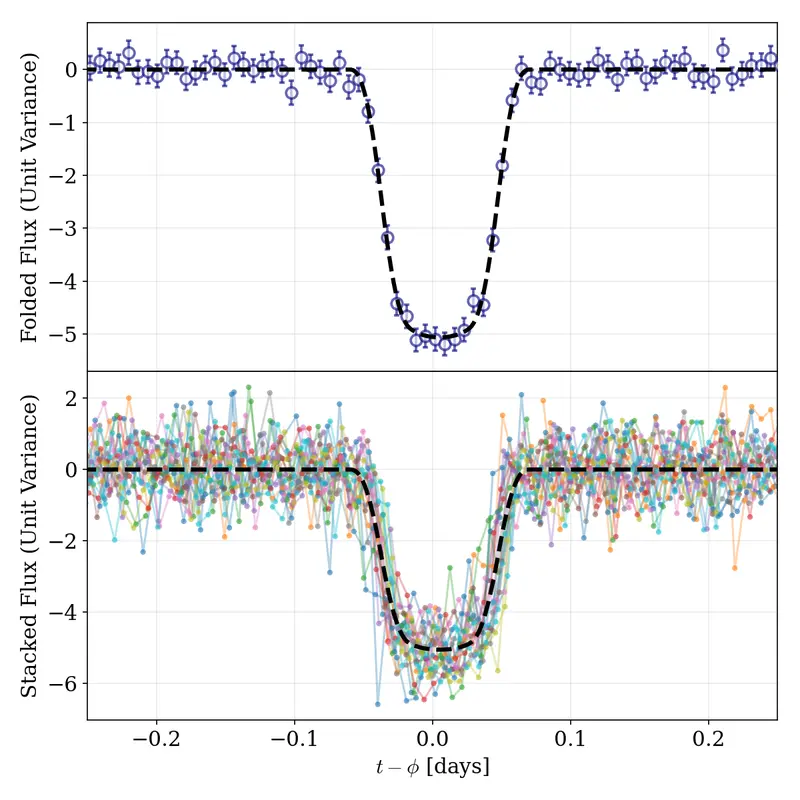 Folded Flux (Unit Variance)
0
−1
−2
−3
−4
−5
Stacked Flux (Unit Variance)
2
0
−2
−4
−6
−0.2 −0.1 0.0 0.1 0.2
t − ϕ [days]